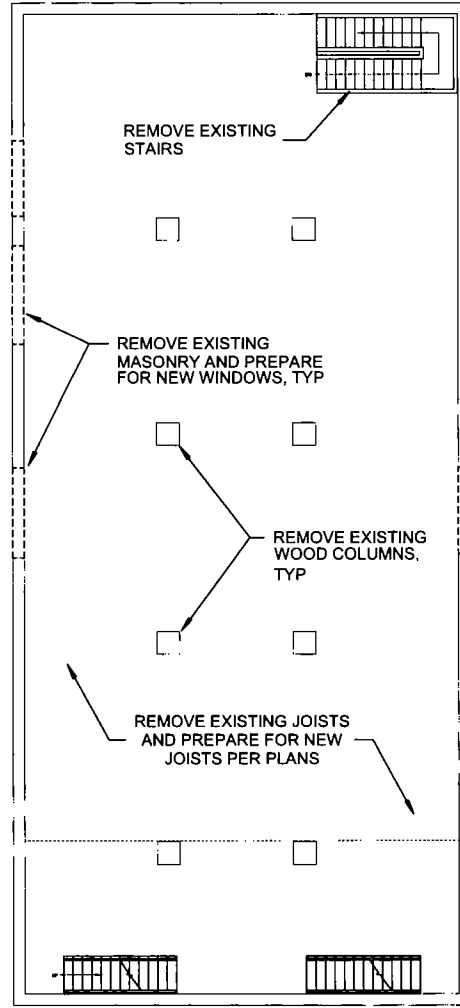 REMOVE EXISTING
STAIRS
REMOVE EXISTING
MASONRY AND PREPARE
FOR NEW WINDOWS, TYP
REMOVE EXISTING
WOOD COLUMNS,
TYP
REMOVE EXISTING JOISTS
AND PREPARE FOR NEW
JOISTS PER PLANS